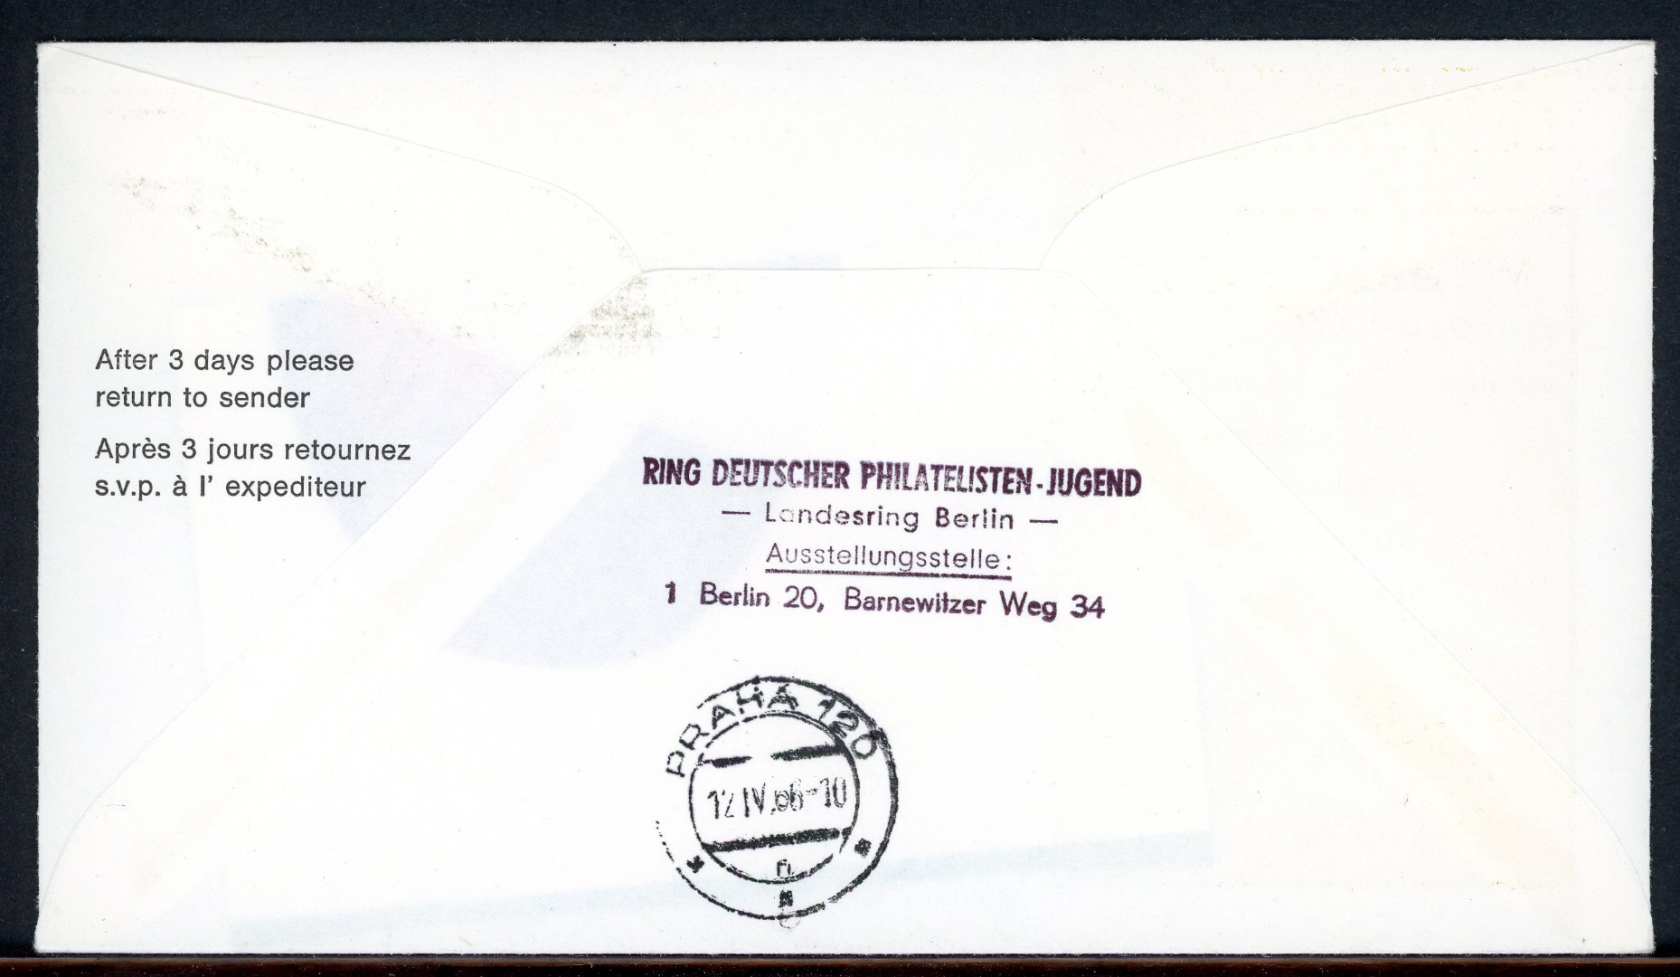 After 3 days please
return to sender
Après 3 jours retournez
s.v.p. à l' expediteur
RING DEUTSCHER PHILATELISTEN-JUGEND
— Landesring Berlin —
Ausstellungsstelle:
1 Berlin 20, Barnewitzer Weg 34
PRAHA 120
12 IV.66-10